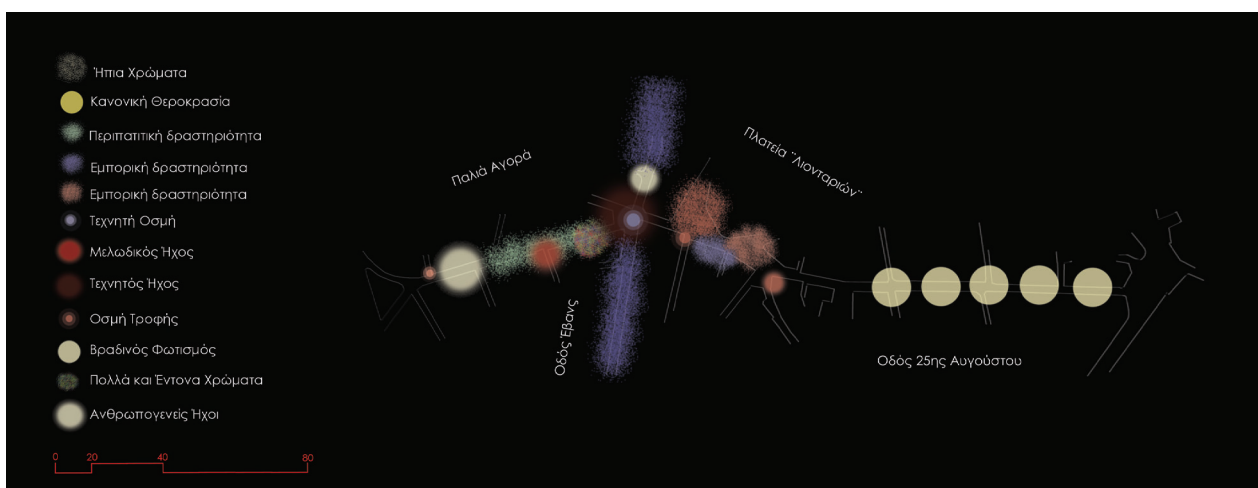 Ήπια Χρώματα
Κανονική Θεροκρασία
Περιπατιτική δραστηριότητα
Εμπορική δραστηριότητα
Εμπορική δραστηριότητα
Τεχνητή Οσμή
Μελωδικός Ήχος
Τεχνητός Ήχος
Οσμή Τροφής
Βραδινός Φωτισμός
Πολλά και Έντονα Χρώματα
Ανθρωπογενείς Ήχοι
0 20 40 80
Παλιά Αγορά
Οδός Έβανς
Πλατεία ¨Λιονταριών¨
Οδός 25ης Αυγούστου